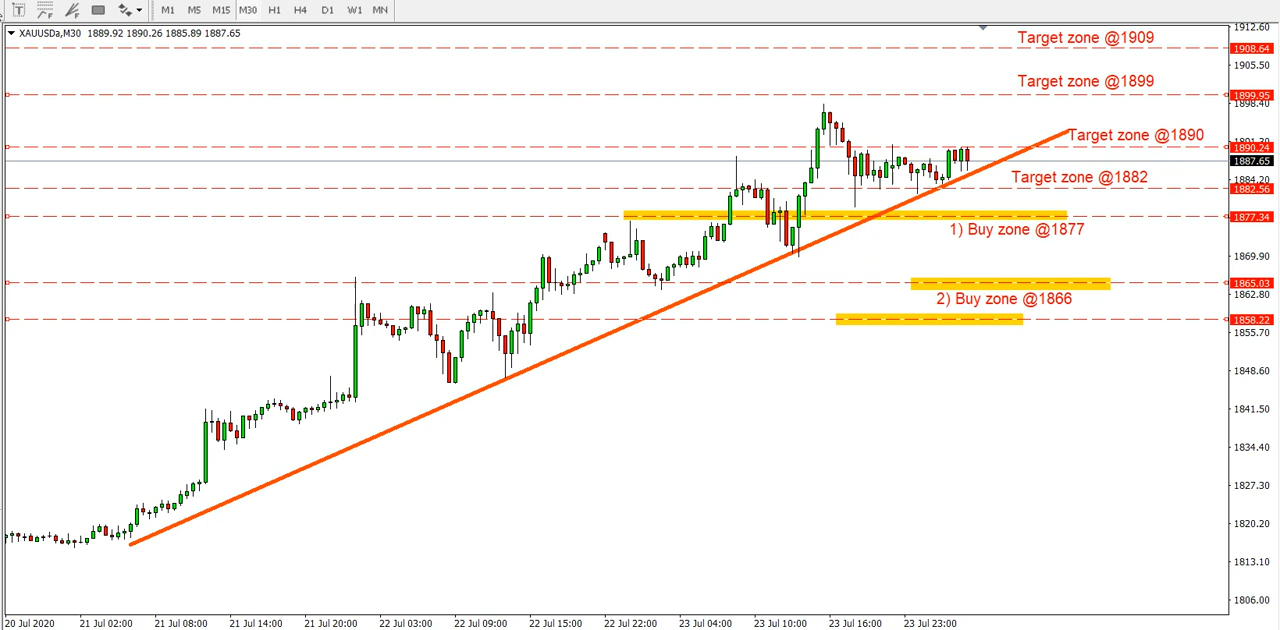 M1 M5 M15 M30 H1 H4 D1 W1 MN
XAUUSDa,M30 1889.92 1890.26 1885.89 1887.65
1912.60
Target zone @1909
1908.64
1905.50
Target zone @1899
1899.95
1898.40
Target zone @1890
1890.24
1887.65
Target zone @1882
1884.20
1882.56
1877.34
1) Buy zone @1877
1869.90
1865.03
2) Buy zone @1866
1862.80
1858.22
1855.70
1848.60
1841.50
1834.40
1827.30
1820.20
1813.10
1806.00
20 Jul 2020 21 Jul 02:00 21 Jul 08:00 21 Jul 14:00 21 Jul 20:00 22 Jul 03:00 22 Jul 09:00 22 Jul 15:00 22 Jul 22:00 23 Jul 04:00 23 Jul 10:00 23 Jul 16:00 23 Jul 23:00